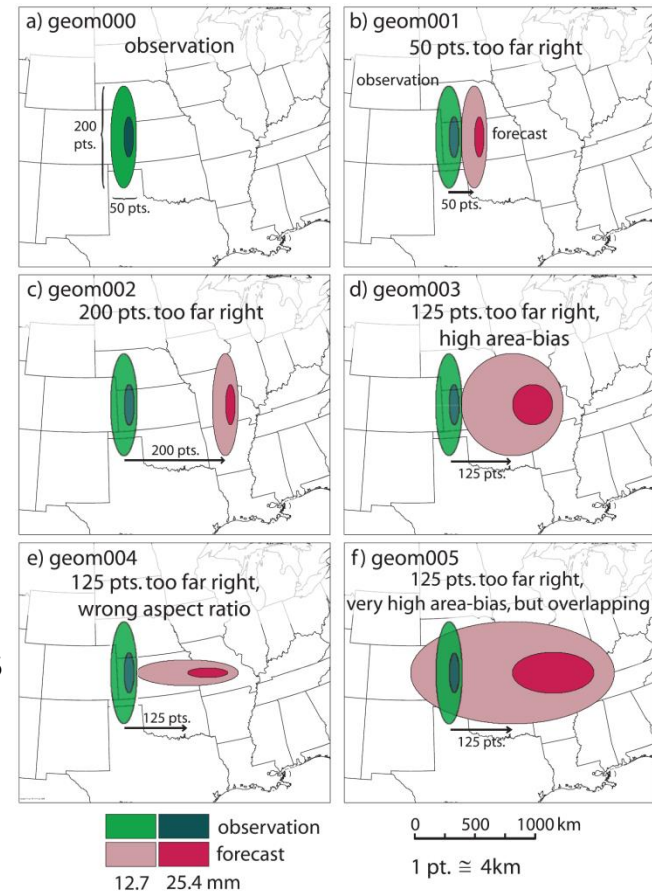 a) geom000
observation
200
pts.
50 pts.
b) geom001
50 pts. too far right
observation
forecast
50 pts.
c) geom002
200 pts. too far right
200 pts.
d) geom003
125 pts. too far right,
high area-bias
125 pts.
e) geom004
125 pts. too far right,
wrong aspect ratio
125 pts.
f) geom005
125 pts. too far right,
very high area-bias, but overlapping
125 pts.
s
observation
forecast
12.7 25.4 mm
0 500 1000 km
1 pt. ≅ 4km